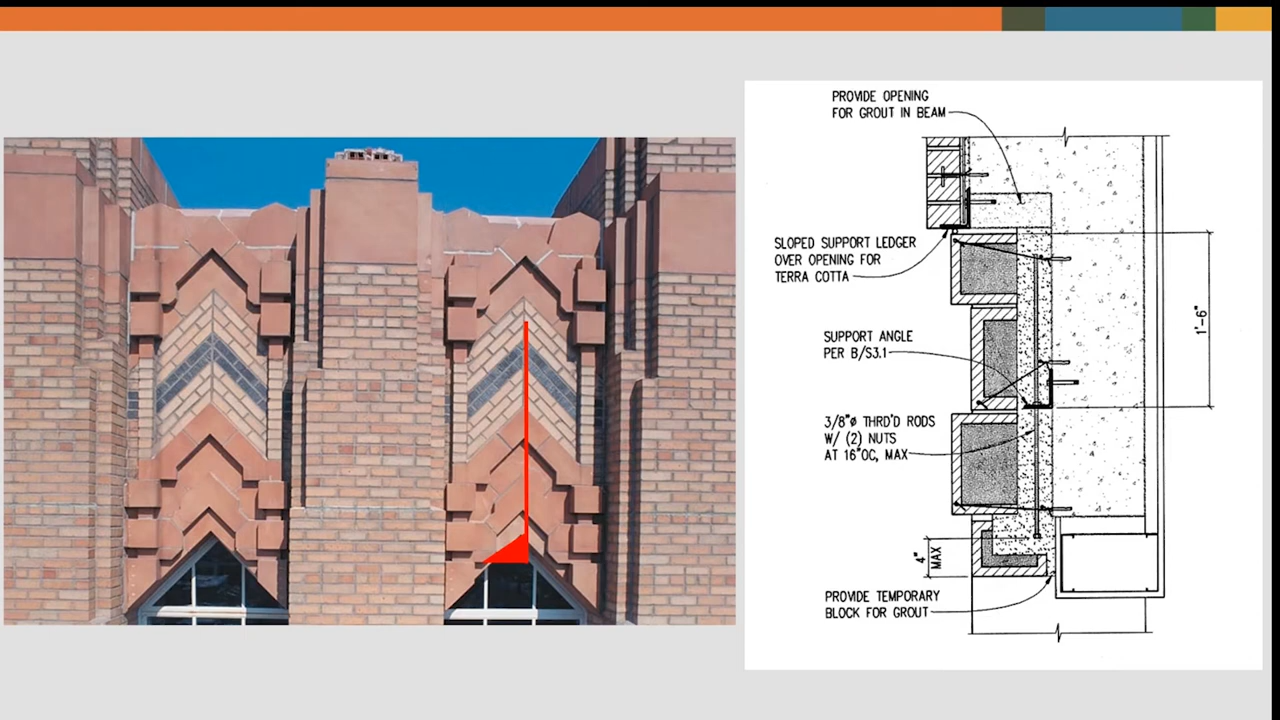 PROVIDE OPENING
FOR GROUT IN BEAM
SLOPED SUPPORT LEDGER
OVER OPENING FOR
TERRA COTTA
1'-6"
SUPPORT ANGLE
PER B/S3.1
3/8"ø THRD'D RODS
W/ (2) NUTS
AT 16"OC, MAX
4"
MAX
PROVIDE TEMPORARY
BLOCK FOR GROUT